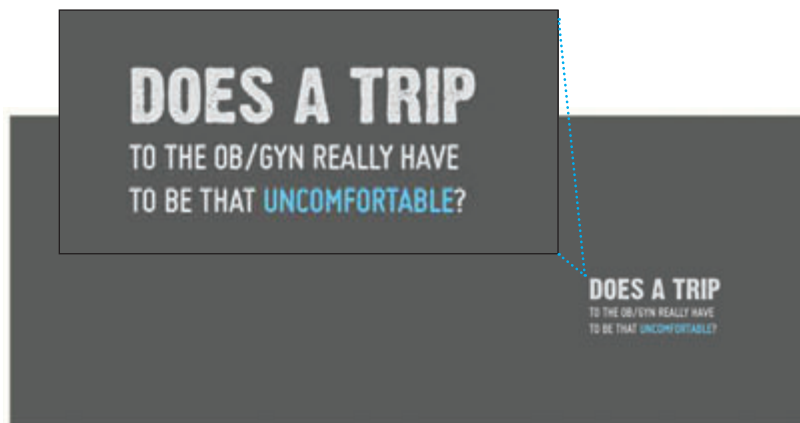 DOES A TRIP
TO THE OB/GYN REALLY HAVE
TO BE THAT UNCOMFORTABLE?
DOES A TRIP
TO THE OB/GYN REALLY HAVE
TO BE THAT UNCOMFORTABLE?